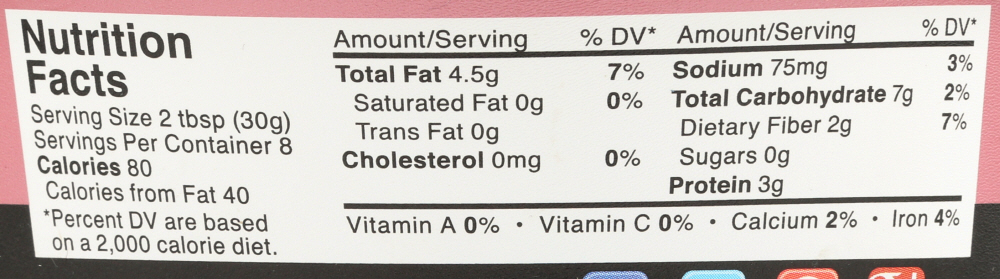 Nutrition
Facts
Serving Size 2 tbsp (30g)
Servings Per Container 8
Calories 80
Calories from Fat 40
*Percent DV are based
on a 2,000 calorie diet.
Amount/Serving % DV* Amount/Serving % DV*
Total Fat 4.5g 7% Sodium 75mg 3%
Saturated Fat 0g 0% Total Carbohydrate 7g 2%
Trans Fat 0g Dietary Fiber 2g 7%
Cholesterol 0mg 0% Sugars 0g
Protein 3g
Vitamin A 0% • Vitamin C 0% • Calcium 2% • Iron 4%